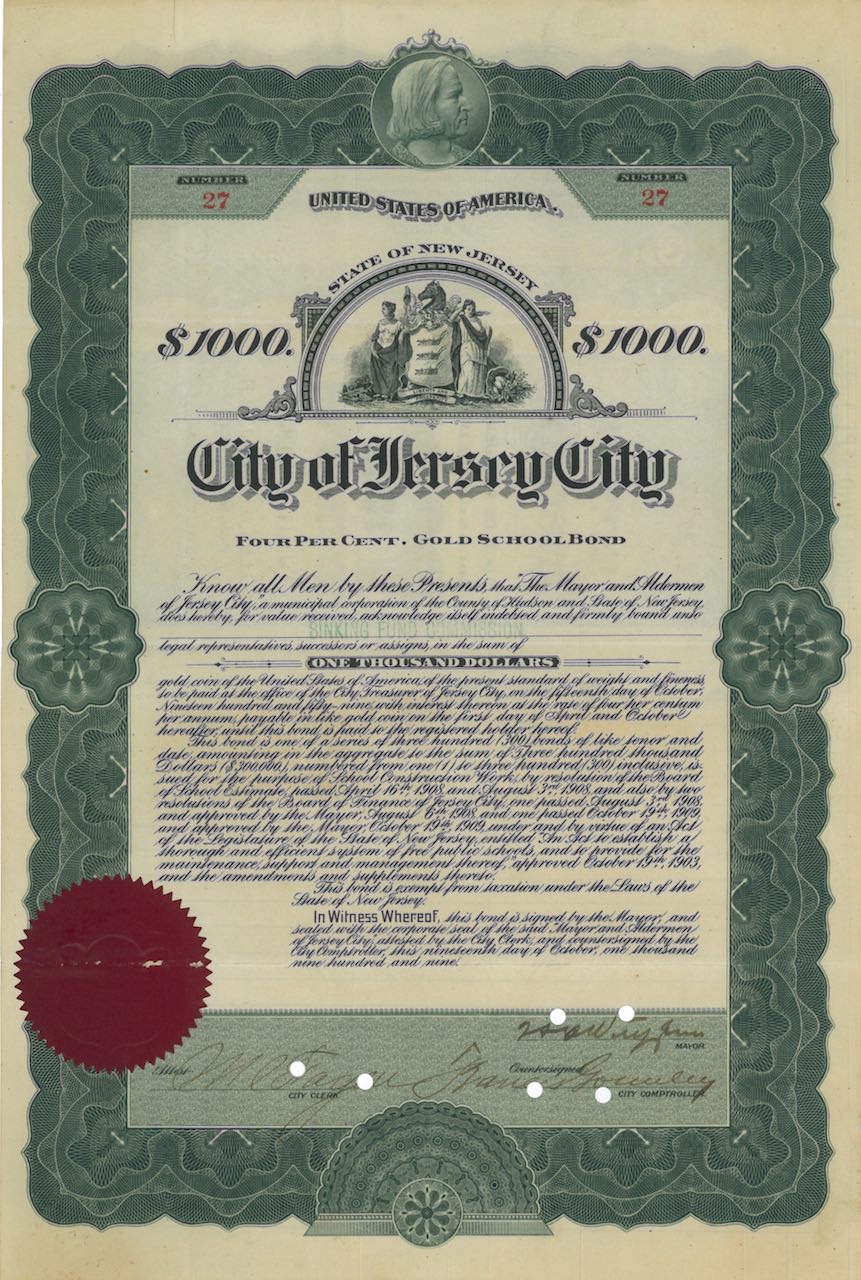 NUMBER
27
NUMBER
27
UNITED STATES OF AMERICA.
STATE OF NEW JERSEY
$1000.
$1000.
LIBERTY AND
City of Jersey City
FOUR PER CENT. GOLD SCHOOL BOND
Know all Men by these Presents, that "The Mayor and Aldermen
of Jersey City," a municipal corporation of the County of Hudson and State of New Jersey,
does hereby, for value received, acknowledge itself indebted and firmly bound unto
SINKING FUND COMMISSION
legal representatives, successors or assigns, in the sum of
ONE THOUSAND DOLLARS
gold coin of the United States of America, of the present standard of weight and fineness,
to be paid at the office of the City Treasurer of Jersey City, on the fifteenth day of October,
Nineteen hundred and fifty-nine, with interest thereon at the rate of four per centum
per annum, payable in like gold coin on the first day of April and October
hereafter, until this bond is paid to the registered holder hereof.
This bond is one of a series of three hundred (300) bonds of like tenor and
date, amounting in the aggregate to the sum of Three hundred thousand
Dollars ($300,000), numbered from one (1) to three hundred (300) inclusive, is-
sued for the purpose of School Construction Work, by resolution of the Board
of School Estimate, passed April 16th 1908, and August 3rd, 1908, and also by two
resolutions of the Board of Finance of Jersey City, one passed August 3rd 1908,
and approved by the Mayor, August 6th 1908, and one passed October 19th, 1909,
and approved by the Mayor, October 19th, 1909, under and by virtue of an Act
of the Legislature of the State of New Jersey, entitled "An Act to establish a
thorough and efficient system of free public schools, and to provide for the
maintenance, support and management thereof," approved October 19th, 1903,
and the amendments and supplements thereto.
This bond is exempt from taxation under the Laws of the
State of New Jersey.
In Witness Whereof, this bond is signed by the Mayor, and
sealed with the corporate seal of the said Mayor and Aldermen
of Jersey City, attested by the City Clerk, and countersigned by the
City Comptroller, this nineteenth day of October, one thousand
nine hundred and nine.
MAYOR.
Attest
Countersigned
CITY CLERK
CITY COMPTROLLER.